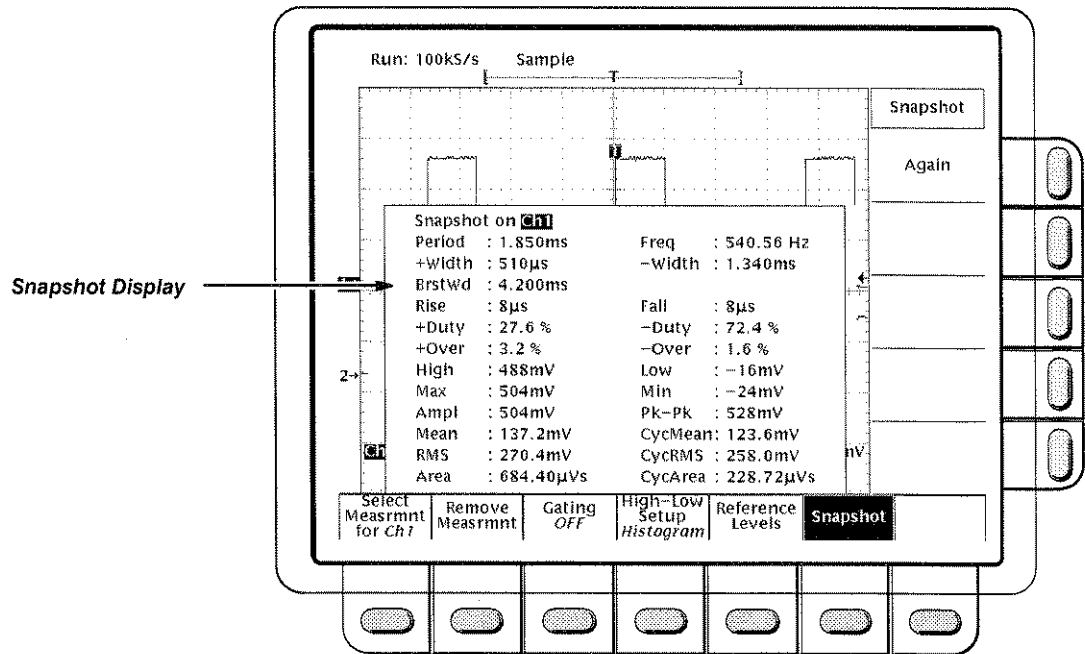 Run: 100kS/s Sample
T
Snapshot
Again
Snapshot on Ch1
Period : 1.850ms Freq : 540.56 Hz
+Width : 510µs −Width : 1.340ms
BrstWd : 4.200ms
Rise : 8µs Fall : 8µs
+Duty : 27.6 % −Duty : 72.4 %
+Over : 3.2 % −Over : 1.6 %
High : 488mV Low : −16mV
Max : 504mV Min : −24mV
Ampl : 504mV Pk−Pk : 528mV
Mean : 137.2mV CycMean: 123.6mV
RMS : 270.4mV CycRMS : 258.0mV
Area : 684.40µVs CycArea : 228.72µVs
Snapshot Display
2→
Ch
mV
Select
Measrmnt
for Ch1
Remove
Measrmnt
Gating
OFF
High−Low
Setup
Histogram
Reference
Levels
Snapshot